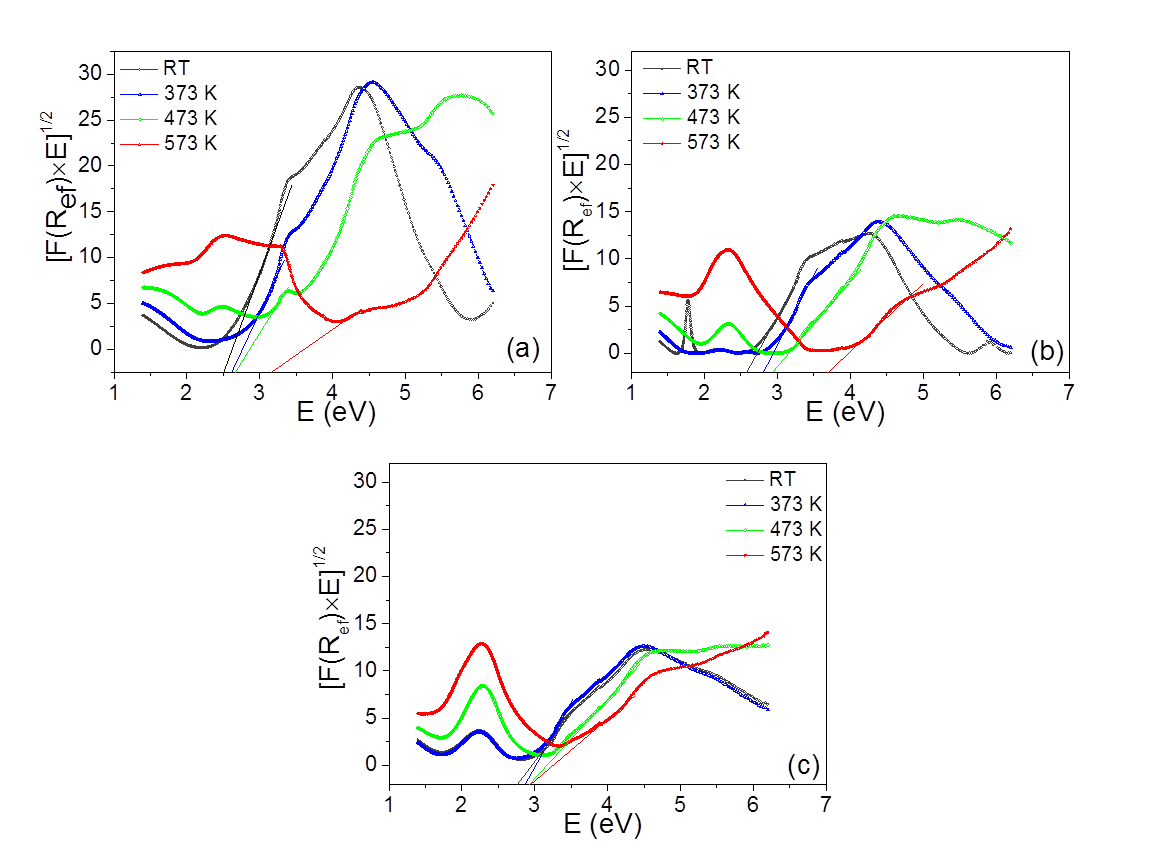 [F(Ref)×E]1/2
30
25
20
15
10
5
0
RT
373 K
473 K
573 K
(a)
1 2 3 4 5 6 7
E (eV)
[F(Ref)×E]1/2
30
25
20
15
10
5
0
RT
373 K
473 K
573 K
(b)
1 2 3 4 5 6 7
E (eV)
[F(Ref)×E]1/2
30
25
20
15
10
5
0
RT
373 K
473 K
573 K
(c)
1 2 3 4 5 6 7
E (eV)